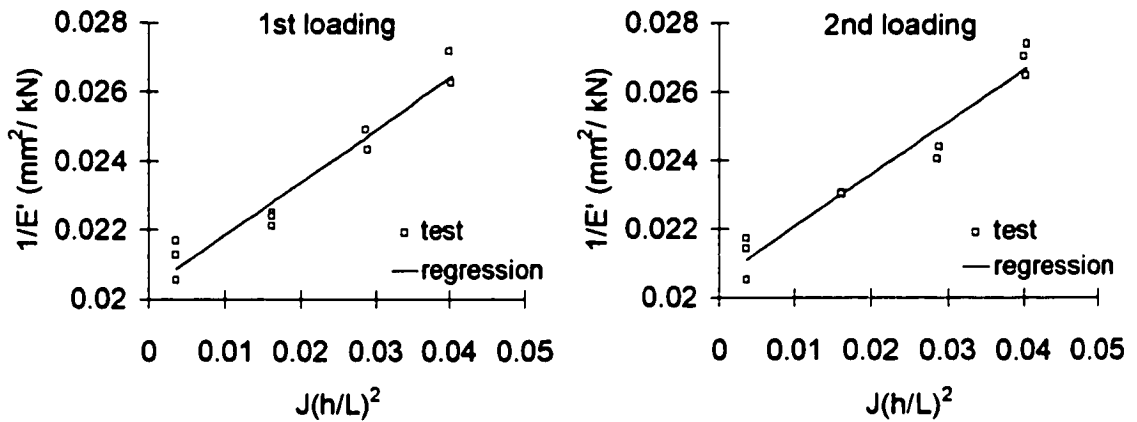 1st loading
1/E' (mm²/ kN)
0.028
0.026
0.024
0.022
0.02
test
regression
0 0.01 0.02 0.03 0.04 0.05
J(h/L)²
2nd loading
1/E' (mm²/ kN)
0.028
0.026
0.024
0.022
0.02
test
regression
0 0.01 0.02 0.03 0.04 0.05
J(h/L)²